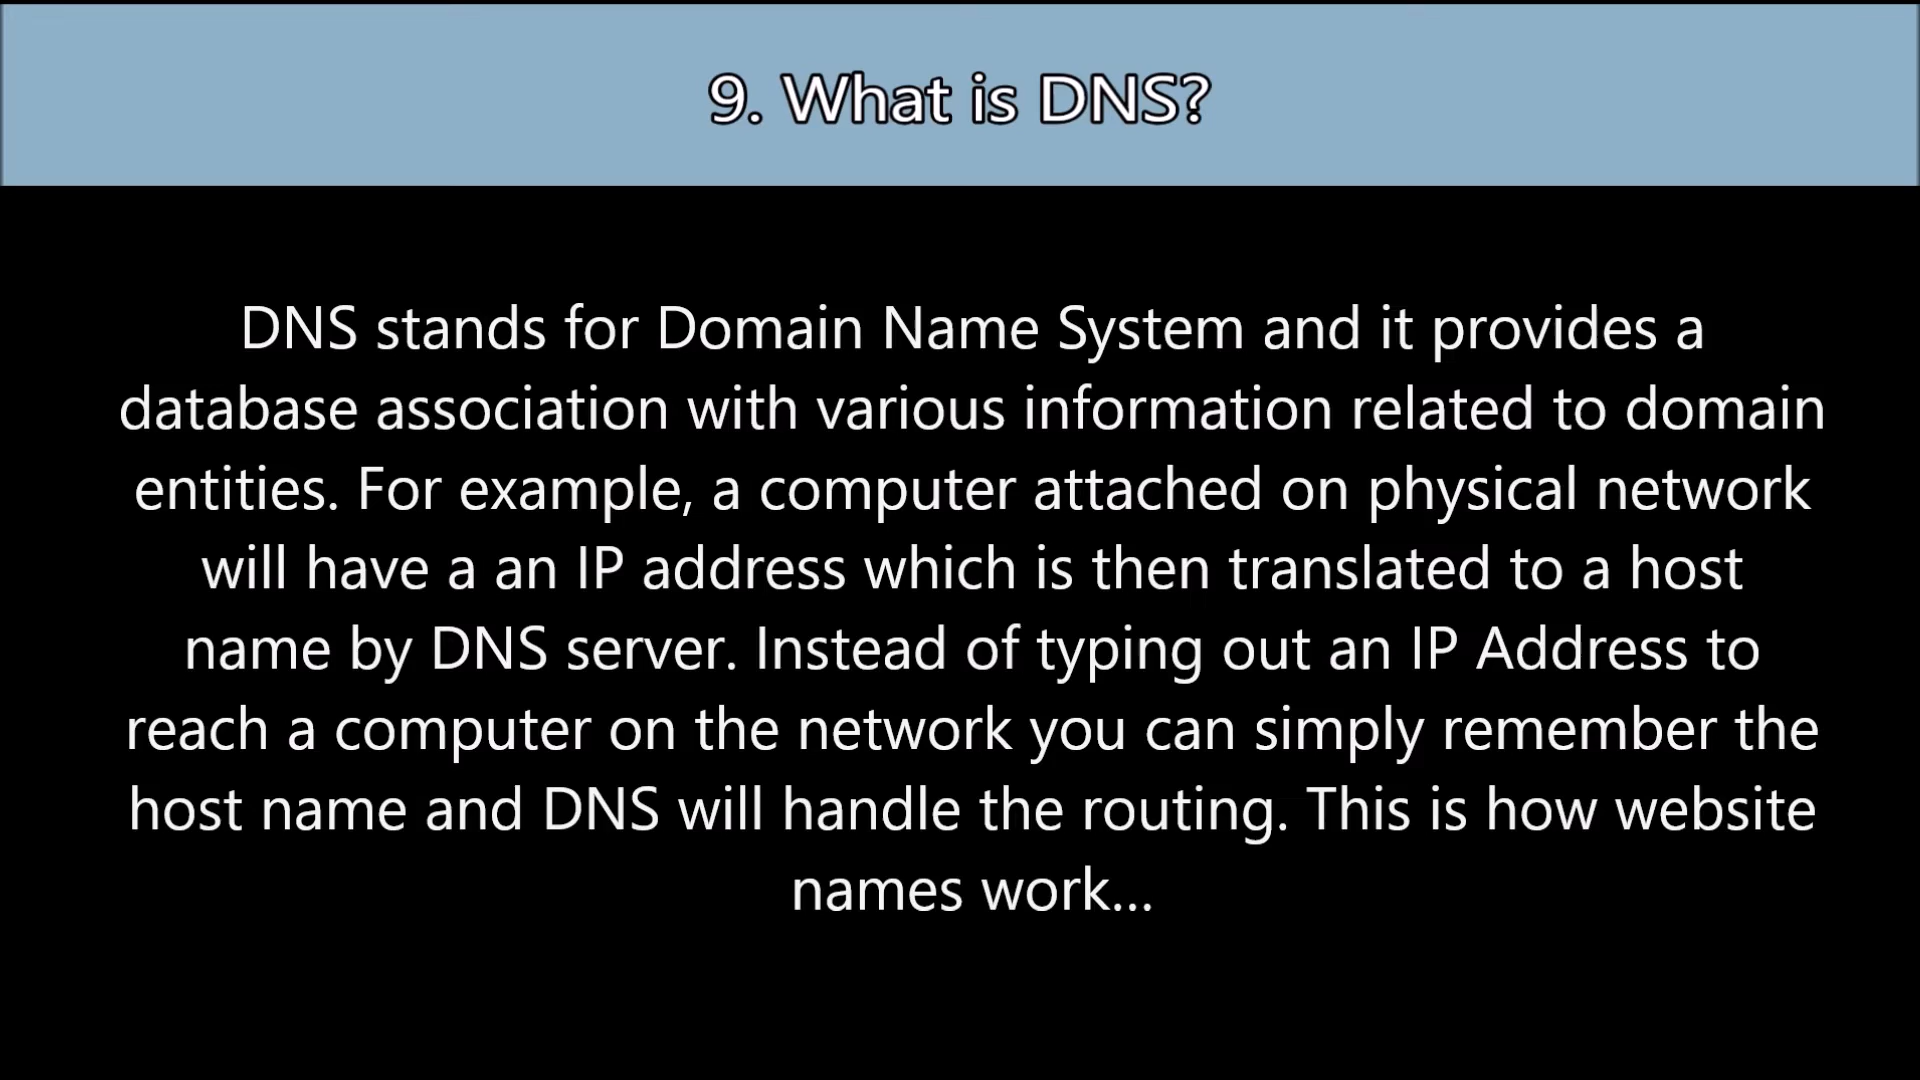 9. What is DNS?
DNS stands for Domain Name System and it provides a
database association with various information related to domain
entities. For example, a computer attached on physical network
will have a an IP address which is then translated to a host
name by DNS server. Instead of typing out an IP Address to
reach a computer on the network you can simply remember the
host name and DNS will handle the routing. This is how website
names work...